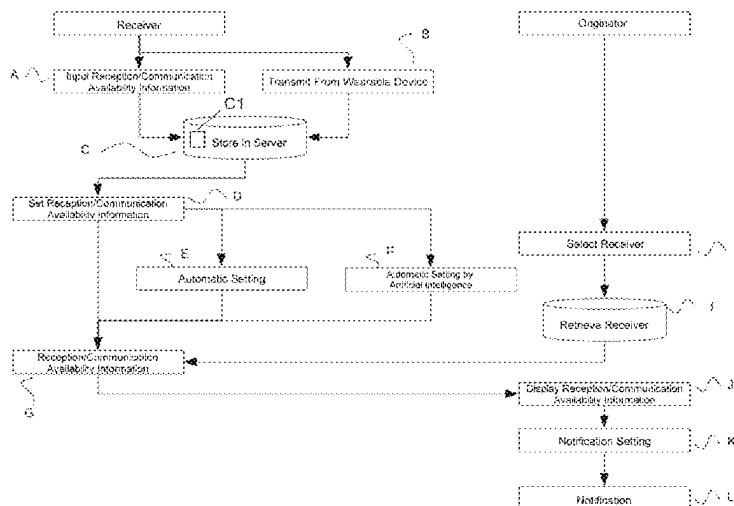 Receiver
Originator
B
A
Input Reception/Communication
Availability Information
Transmit From Wearable Device
C1
Store In Server
C
Set Reception/Communication
Availability Information
D
E
Automatic Setting
Automatic Setting by
Artificial Intelligence
Select Receiver
Retrieve Receiver
Reception/Communication
Availability Information
G
Display Reception/Communication
Availability Information
J
Notification Setting
K
Notification
L